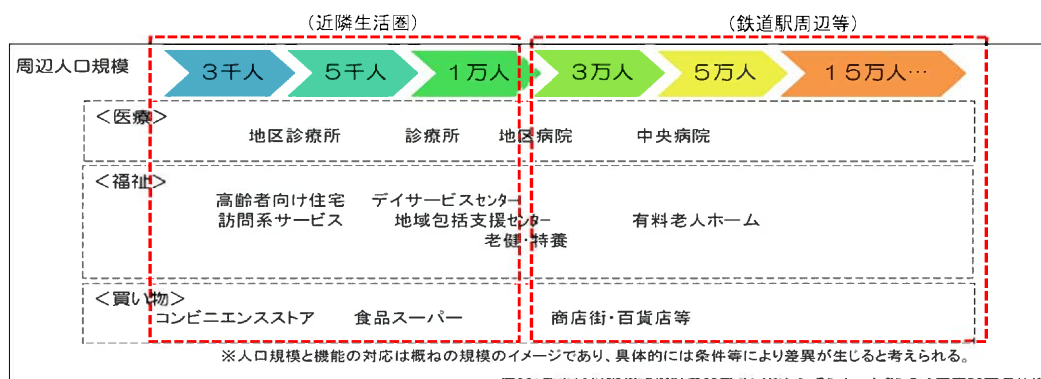 （近隣生活圏）　（鉄道駅周辺等）
周辺人口規模　３千人　５千人　１万人　３万人　５万人　１５万人…
＜医療＞
地区診療所　診療所　地区病院　中央病院
＜福祉＞
高齢者向け住宅　デイサービスセンター
訪問系サービス　地域包括支援センター　有料老人ホーム
老健・特養
＜買い物＞
コンビニエンスストア　食品スーパー　商店街・百貨店等
※人口規模と機能の対応は概ねの規模のイメージであり、具体的には条件等により差異が生じると考えられる。